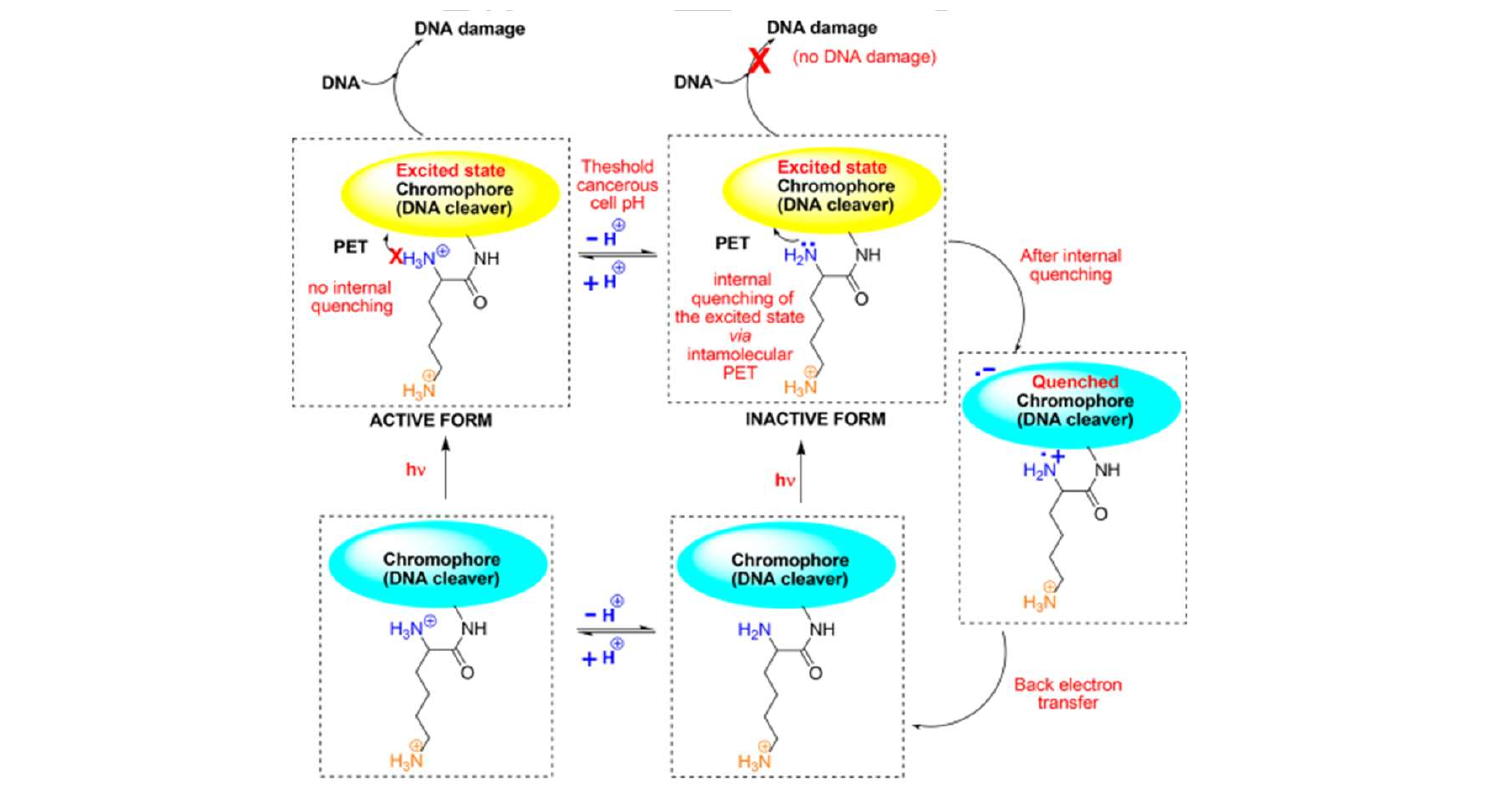 DNA damage
DNA
DNA damage
X
(no DNA damage)
DNA
Excited state
Chromophore
(DNA cleaver)
PET
X
H3N⊕
NH
O
no internal
quenching
H3N⊕
ACTIVE FORM
Theshold
cancerous
cell pH
– H⊕
+ H⊕
Excited state
Chromophore
(DNA cleaver)
PET
H2N
NH
O
internal
quenching of
the excited state
via
intamolecular
PET
H3N⊕
INACTIVE FORM
After internal
quenching
·–
Quenched
Chromophore
(DNA cleaver)
·+
H2N
NH
O
H3N⊕
hν
hν
Chromophore
(DNA cleaver)
H3N⊕
NH
O
H3N⊕
– H⊕
+ H⊕
Chromophore
(DNA cleaver)
H2N
NH
O
H3N⊕
Back electron
transfer